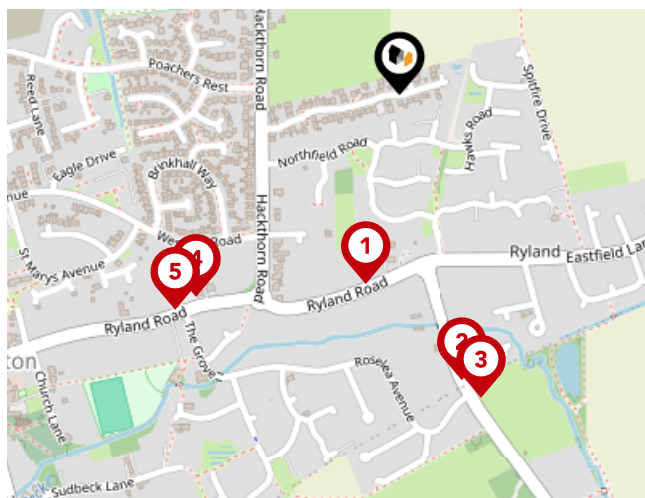 Hackthorn Road
Poachers Rest
Reed Lane
Spitfire Drive
Hawks Road
Northfield Road
Eagle Drive
Brinkhall Way
Hackthorn Road
St Marys Avenue
1
Ryland
Eastfield
5
4
Ryland Road
Ryland Road
The Grove
2
3
Roselea Avenue
ton
Church Lane
Sudbeck Lane